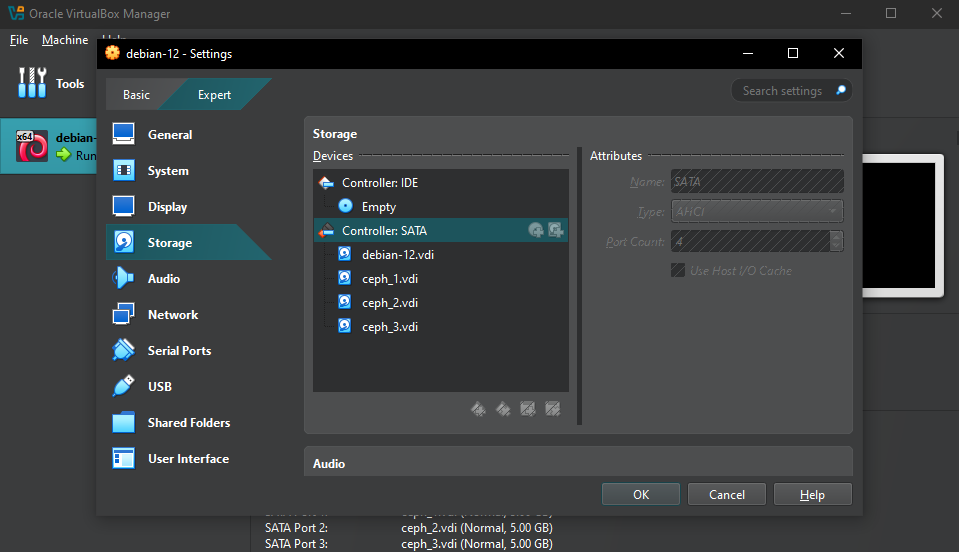 Oracle VirtualBox Manager
File Machine
debian-12 - Settings
Tools
Basic Expert
Search settings
x64
debian-
Run
General
System
Display
Storage
Audio
Network
Serial Ports
USB
Shared Folders
User Interface
Storage
Devices
Controller: IDE
Empty
Controller: SATA
debian-12.vdi
ceph_1.vdi
ceph_2.vdi
ceph_3.vdi
Attributes
Name: SATA
Type: AHCI
Port Count: 4
Use Host I/O Cache
Audio
OK Cancel Help
SATA Port 2: ceph_2.vdi (Normal, 5.00 GB)
SATA Port 3: ceph_3.vdi (Normal, 5.00 GB)